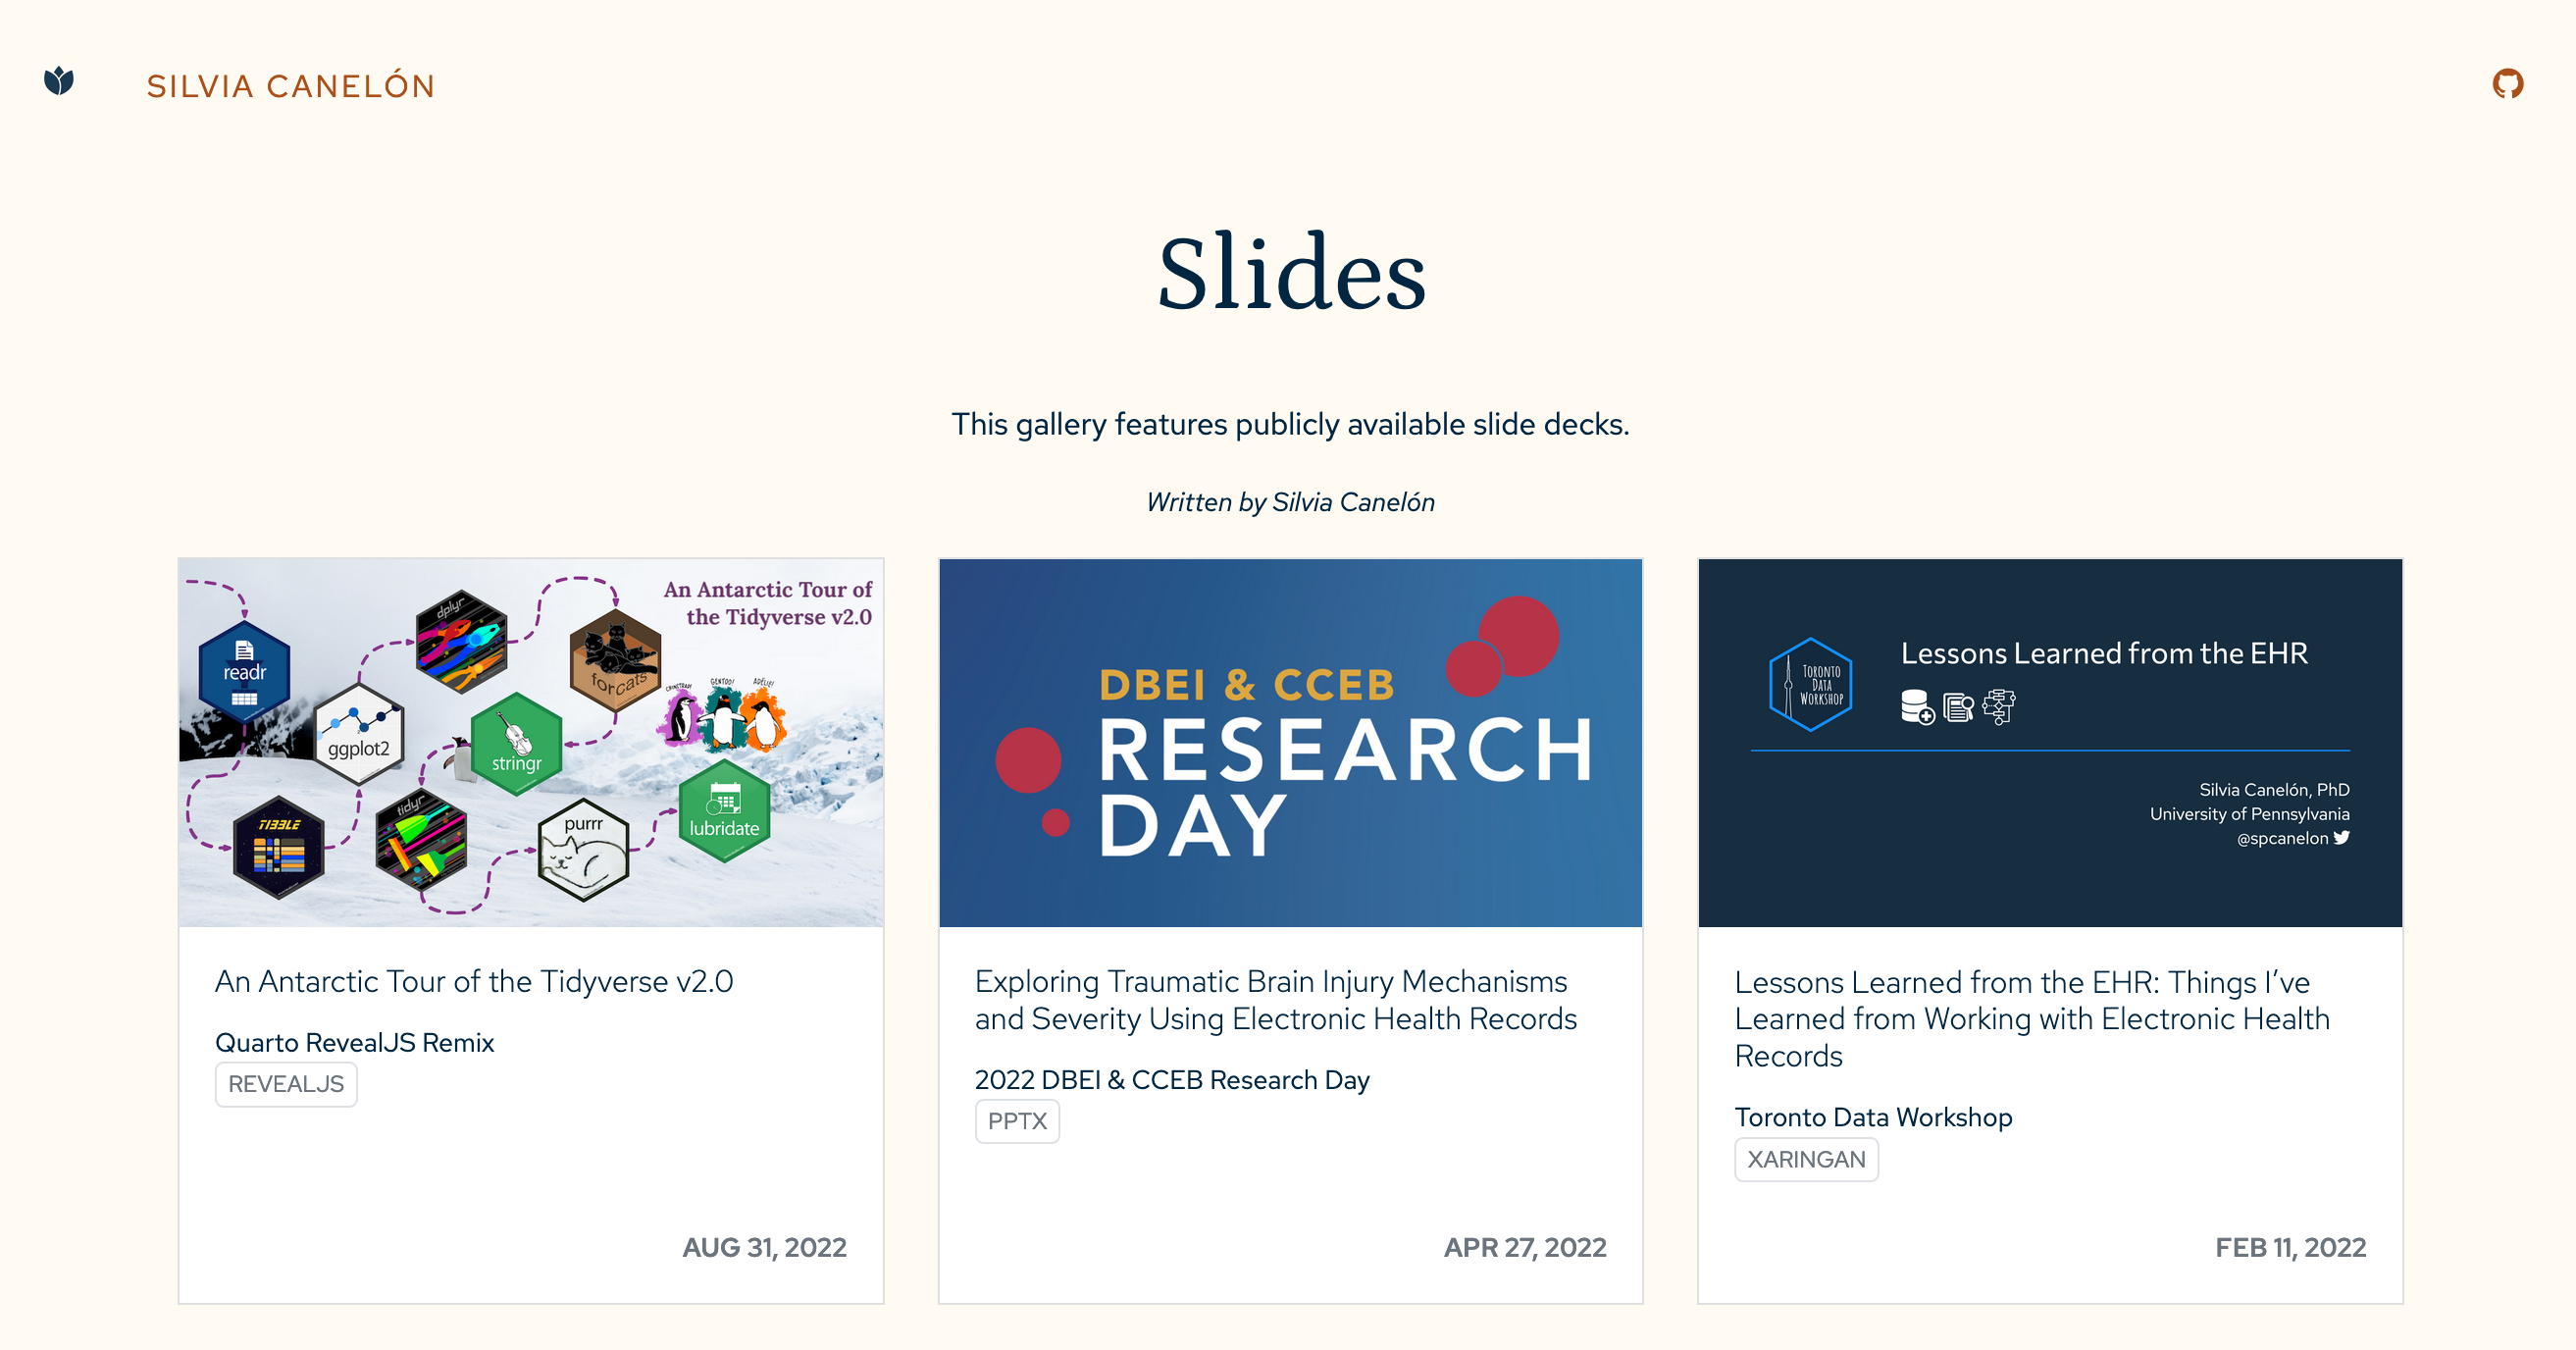 SILVIA CANELÓN
Slides
This gallery features publicly available slide decks.
Written by Silvia Canelón
An Antarctic Tour of
the Tidyverse v2.0
dplyr
readr
forcats
CHINSTRAP!
GENTOO!
ADÉLIE!
ggplot2
stringr
TIBBLE
tidyr
purrr
lubridate
An Antarctic Tour of the Tidyverse v2.0
Quarto RevealJS Remix
REVEALJS
AUG 31, 2022
DBEI & CCEB
RESEARCH
DAY
Exploring Traumatic Brain Injury Mechanisms
and Severity Using Electronic Health Records
2022 DBEI & CCEB Research Day
PPTX
APR 27, 2022
TORONTO
DATA
WORKSHOP
Lessons Learned from the EHR
Silvia Canelón, PhD
University of Pennsylvania
@spcanelon
Lessons Learned from the EHR: Things I’ve
Learned from Working with Electronic Health
Records
Toronto Data Workshop
XARINGAN
FEB 11, 2022